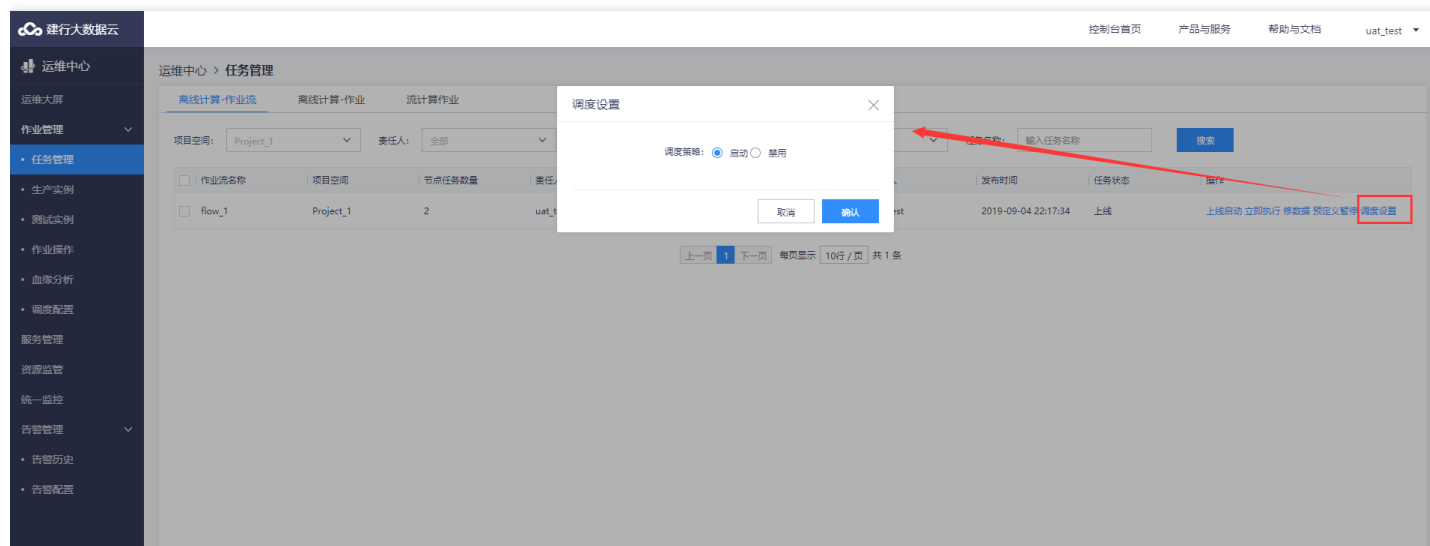 建行大数据云
控制台首页 产品与服务 帮助与文档 uat_test
运维中心
运维中心 > 任务管理
运维大屏
作业管理
• 任务管理
• 生产实例
• 测试实例
• 作业操作
• 血缘分析
• 调度配置
服务管理
资源监管
统一监控
告警管理
• 告警历史
• 告警配置
离线计算-作业流 离线计算-作业 流计算作业
项目空间: Project_1 责任人: 全部 输入任务名称 搜索
作业流名称 项目空间 节点任务数量 发布时间 任务状态 操作
flow_1 Project_1 2 uat_t est 2019-09-04 22:17:34 上线 上线启动 立即执行 修数据 预定义暂停 调度设置
上一页 1 下一页 每页显示 10行 / 页 共 1 条
调度设置
调度策略: 启动 禁用
取消 确认